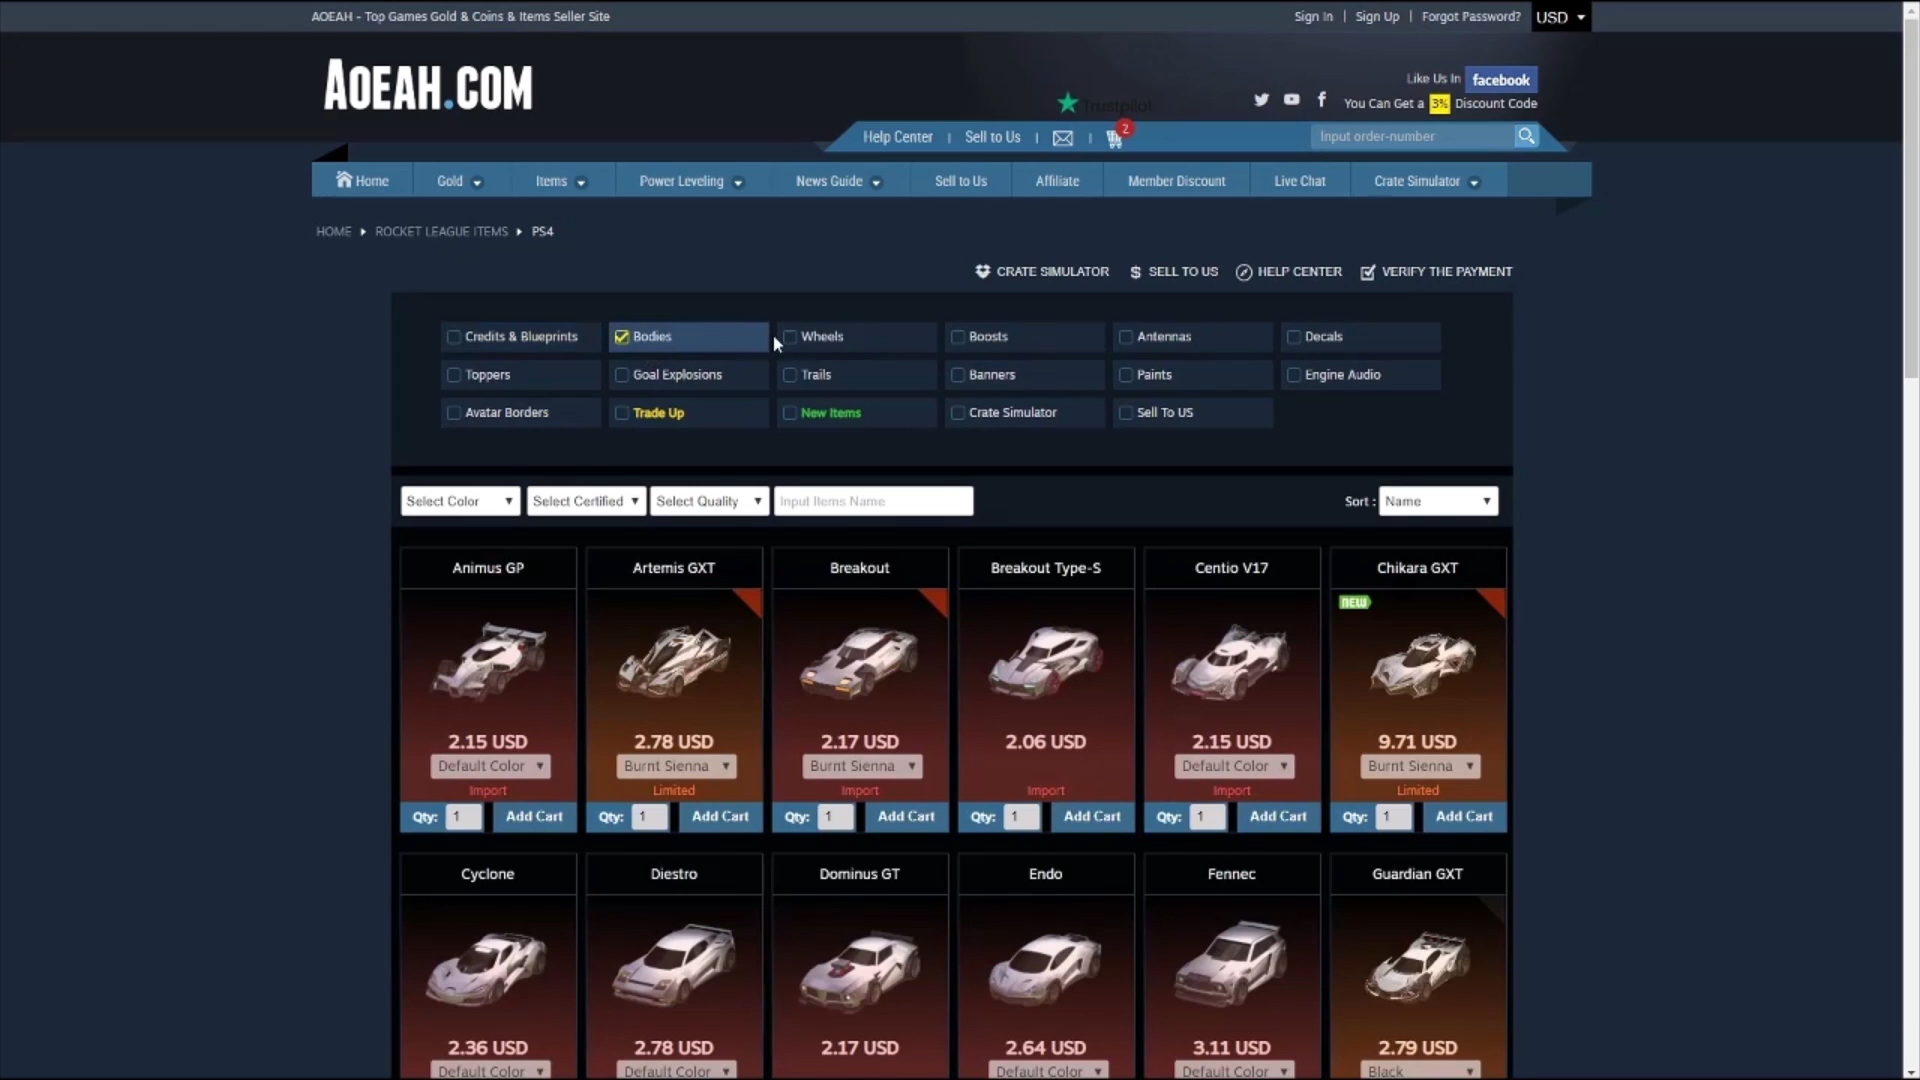 AOEAH - Top Games Gold & Coins & Items Seller Site
Sign In | Sign Up | Forgot Password? USD
AOEAH.COM
Like Us In facebook
Trustpilot
You Can Get a 3% Discount Code
2
Help Center | Sell to Us | | Input order-number
Home Gold Items Power Leveling News Guide Sell to Us Affiliate Member Discount Live Chat Crate Simulator
HOME ROCKET LEAGUE ITEMS PS4
CRATE SIMULATOR $ SELL TO US HELP CENTER VERIFY THE PAYMENT
Credits & Blueprints Bodies Wheels Boosts Antennas Decals
Toppers Goal Explosions Trails Banners Paints Engine Audio
Avatar Borders Trade Up New Items Crate Simulator Sell To US
Select Color Select Certified Select Quality Input Items Name Sort : Name
Animus GP Artemis GXT Breakout Breakout Type-S Centio V17 Chikara GXT
NEW
2.15 USD 2.78 USD 2.17 USD 2.06 USD 2.15 USD 9.71 USD
Default Color Burnt Sienna Burnt Sienna Default Color Burnt Sienna
Import Limited Import Import Import Limited
Qty: 1 Add Cart Qty: 1 Add Cart Qty: 1 Add Cart Qty: 1 Add Cart Qty: 1 Add Cart Qty: 1 Add Cart
Cyclone Diestro Dominus GT Endo Fennec Guardian GXT
2.36 USD 2.78 USD 2.17 USD 2.64 USD 3.11 USD 2.79 USD
Default Color Default Color Default Color Default Color Black